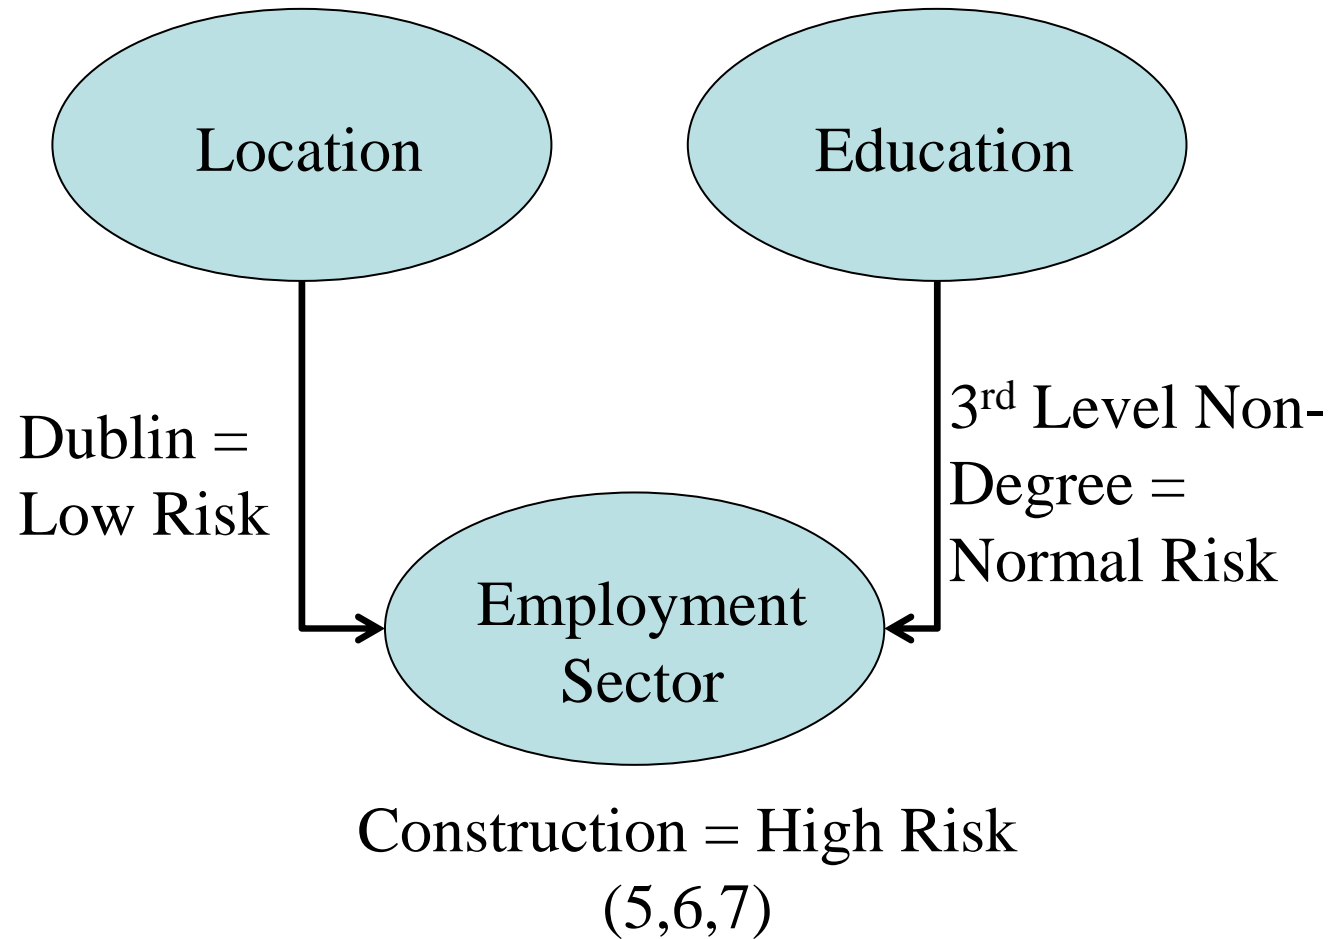 Location
Education
Dublin =
Low Risk
3rd Level Non-
Degree =
Normal Risk
Employment
Sector
Construction = High Risk
(5,6,7)